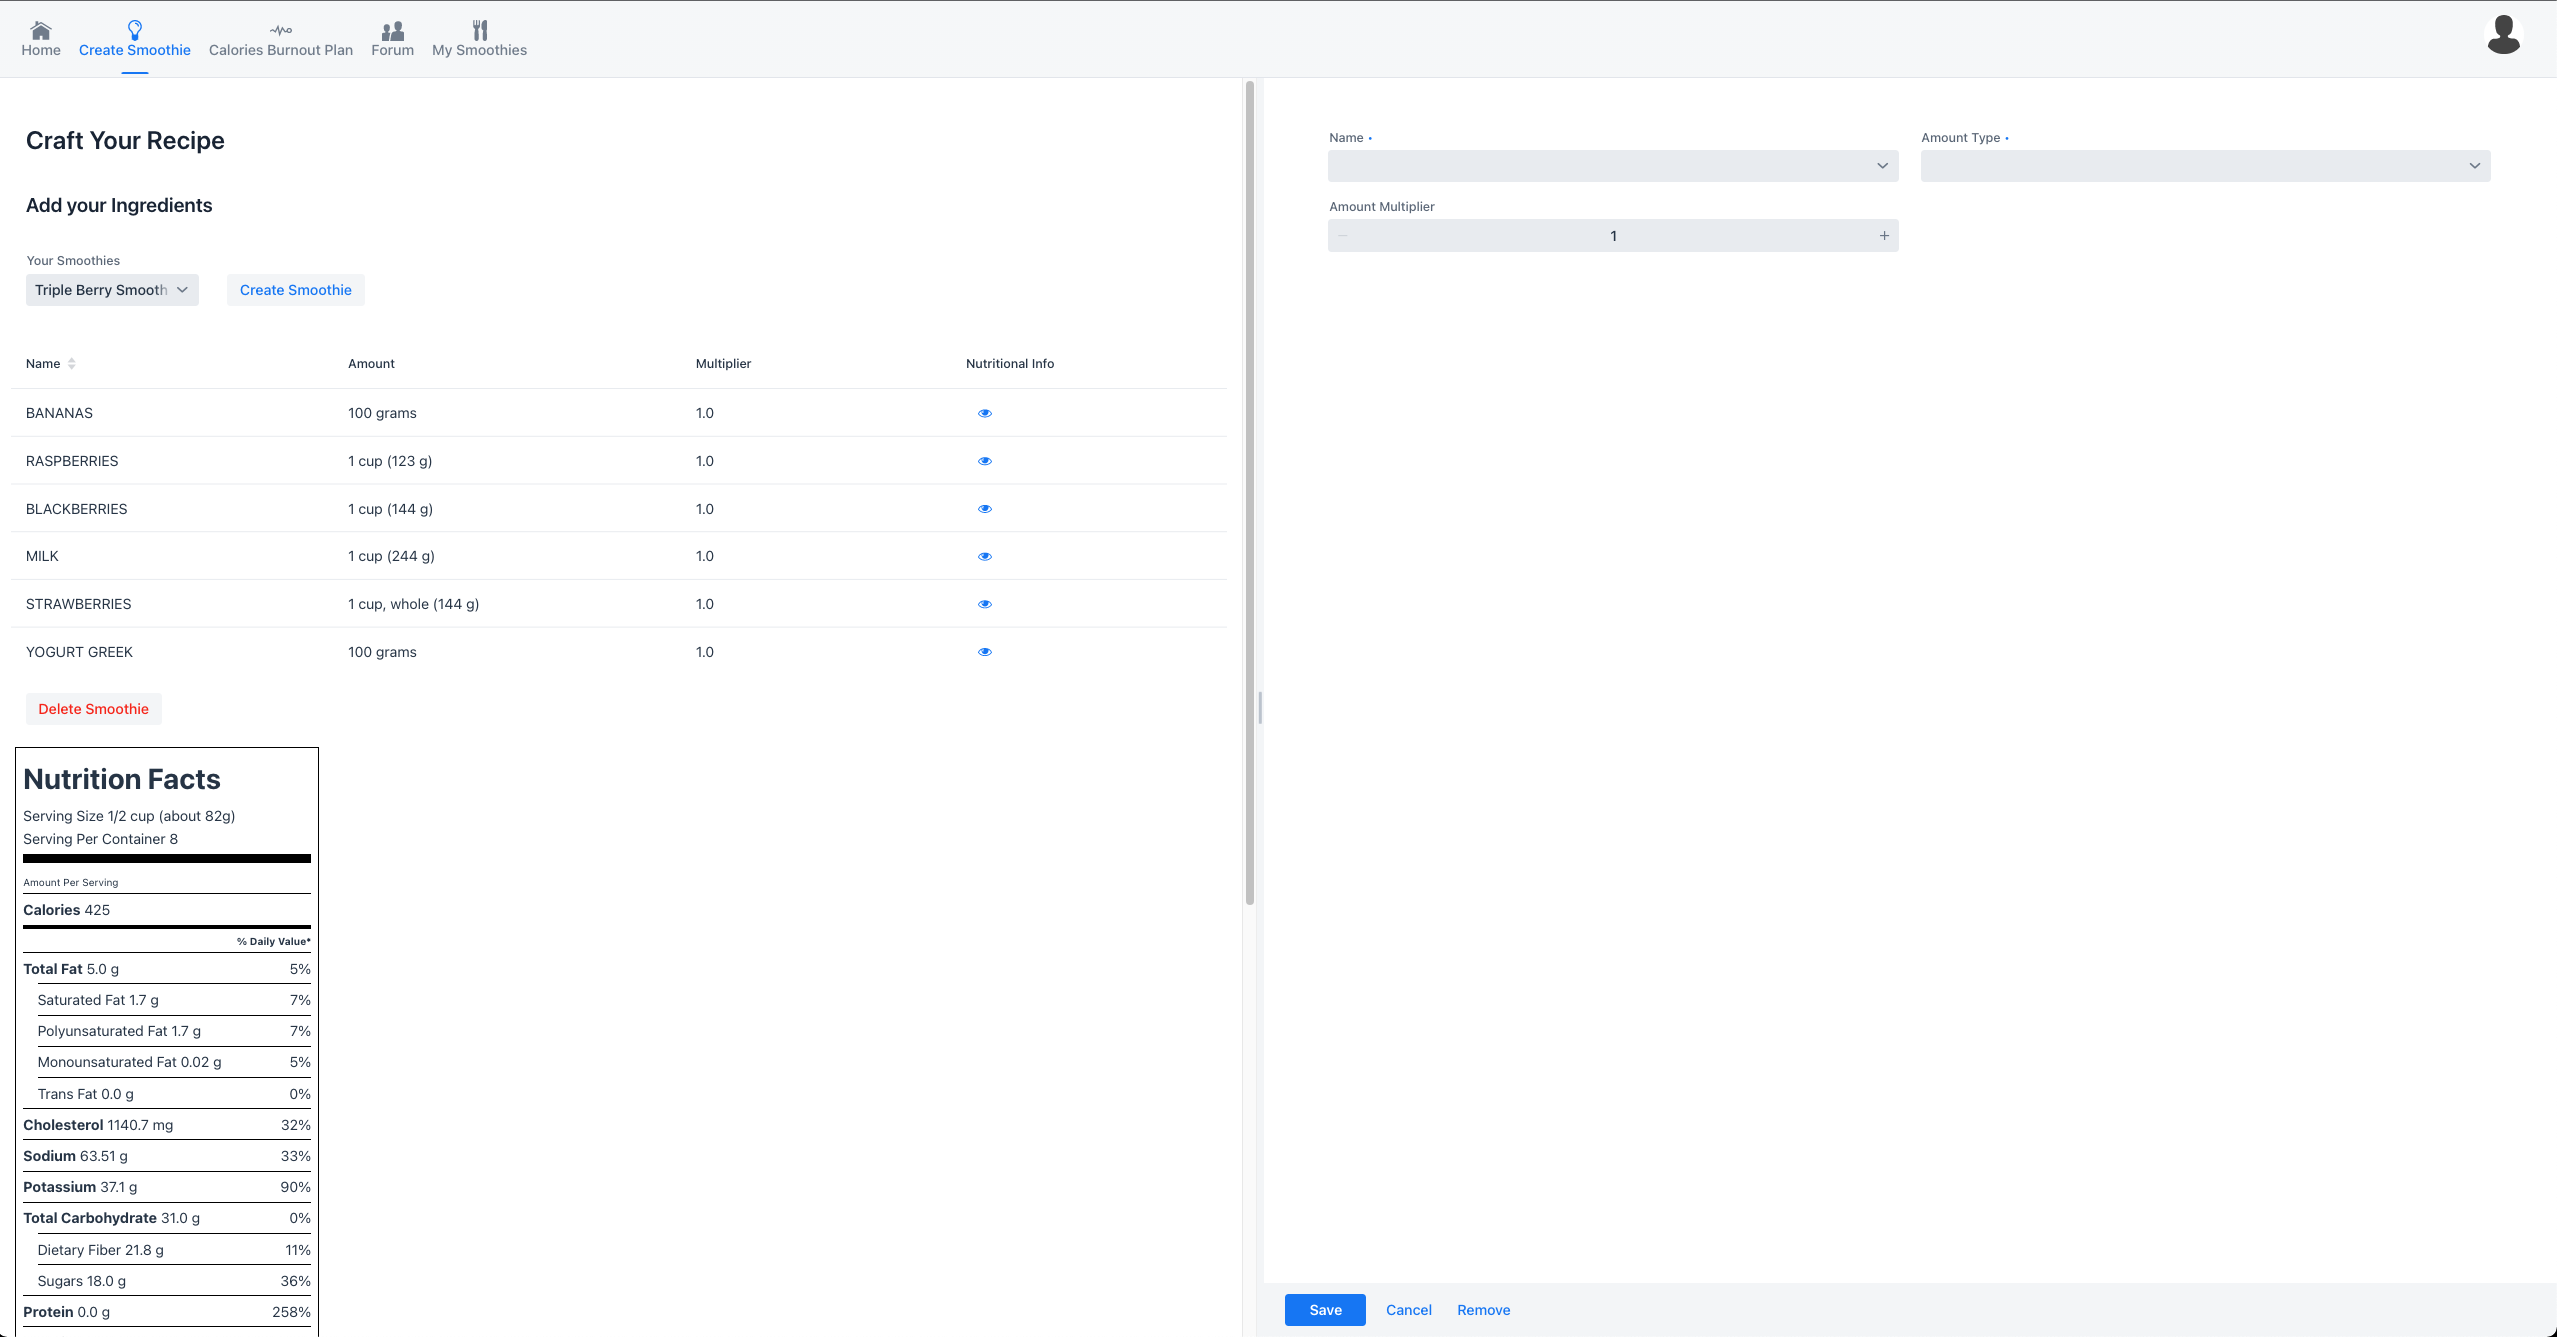 Home
Create Smoothie
Calories Burnout Plan
Forum
My Smoothies
Craft Your Recipe
Add your Ingredients
Your Smoothies
Triple Berry Smooth
Create Smoothie
Name Amount Multiplier Nutritional Info
BANANAS 100 grams 1.0
RASPBERRIES 1 cup (123 g) 1.0
BLACKBERRIES 1 cup (144 g) 1.0
MILK 1 cup (244 g) 1.0
STRAWBERRIES 1 cup, whole (144 g) 1.0
YOGURT GREEK 100 grams 1.0
Delete Smoothie
Nutrition Facts
Serving Size 1/2 cup (about 82g)
Serving Per Container 8
Amount Per Serving
Calories 425
% Daily Value*
Total Fat 5.0 g 5%
Saturated Fat 1.7 g 7%
Polyunsaturated Fat 1.7 g 7%
Monounsaturated Fat 0.02 g 5%
Trans Fat 0.0 g 0%
Cholesterol 1140.7 mg 32%
Sodium 63.51 g 33%
Potassium 37.1 g 90%
Total Carbohydrate 31.0 g 0%
Dietary Fiber 21.8 g 11%
Sugars 18.0 g 36%
Protein 0.0 g 258%
Name •
Amount Type •
Amount Multiplier
− 1 +
Save
Cancel
Remove